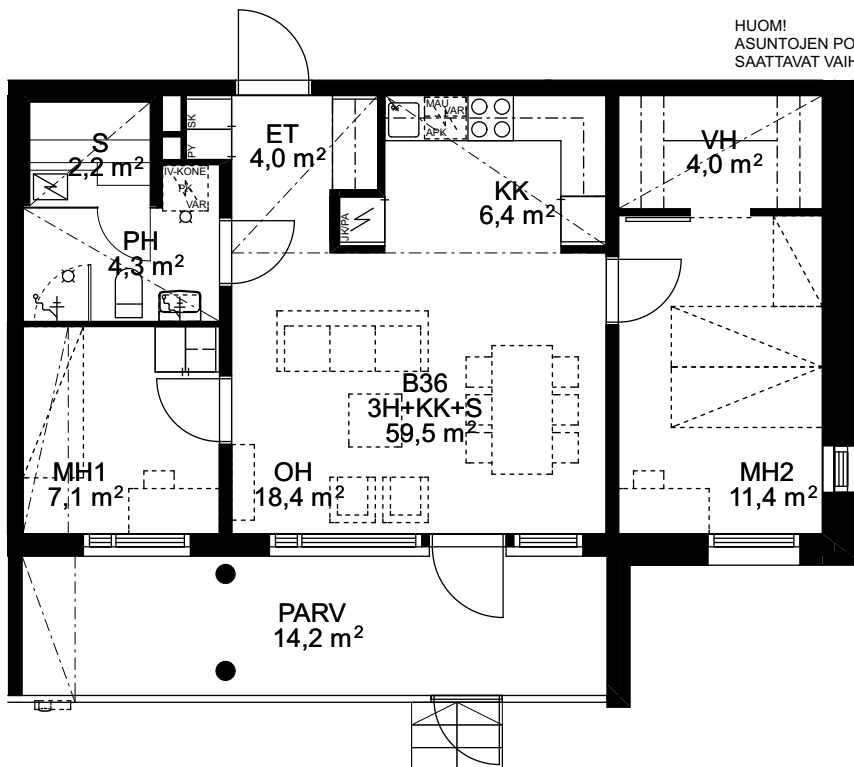 HUOM!
ASUNTOJEN PO
SAATTAVAT VAIH
S
2,2 m²
SK
PY
ET
4,0 m²
MAU
VAR
APK
KK
6,4 m²
VH
4,0 m²
IV-KONE
PK
VAR
JK/PA
PH
4,3 m²
B36
3H+KK+S
59,5 m²
MH1
7,1 m²
OH
18,4 m²
MH2
11,4 m²
PARV
14,2 m²